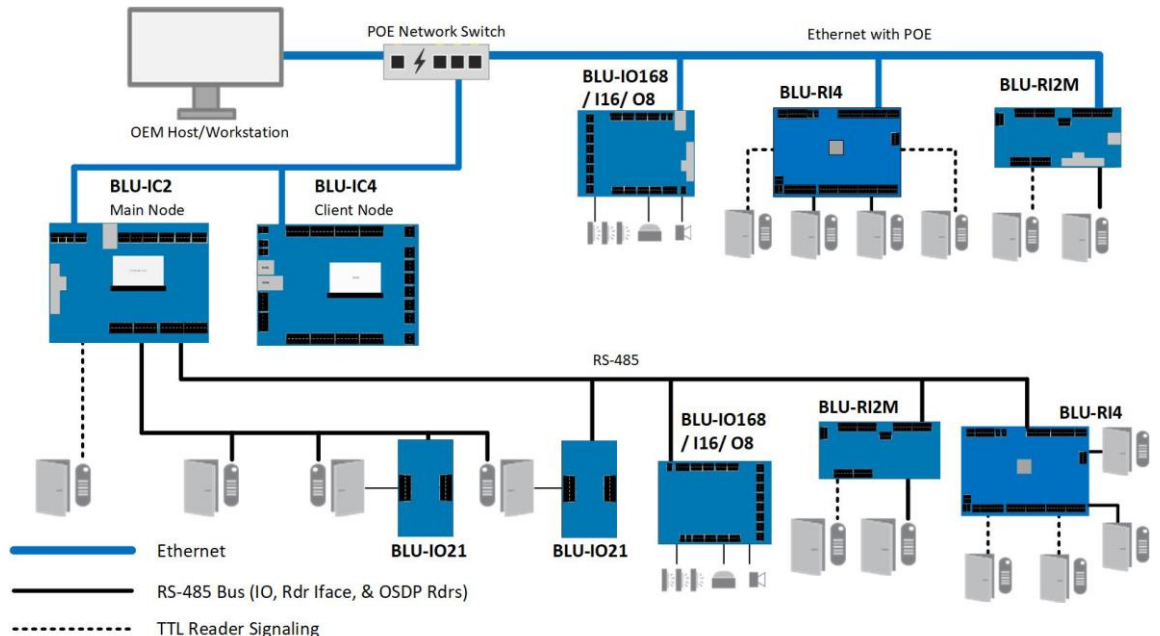 POE Network Switch
Ethernet with POE
OEM Host/Workstation
BLU-IO168
/ I16/ O8
BLU-RI4
BLU-RI2M
BLU-IC2
Main Node
BLU-IC4
Client Node
RS-485
BLU-IO168
/ I16/ O8
BLU-RI2M
BLU-RI4
BLU-IO21
BLU-IO21
Ethernet
RS-485 Bus (IO, Rdr Iface, & OSDP Rdrs)
TTL Reader Signaling